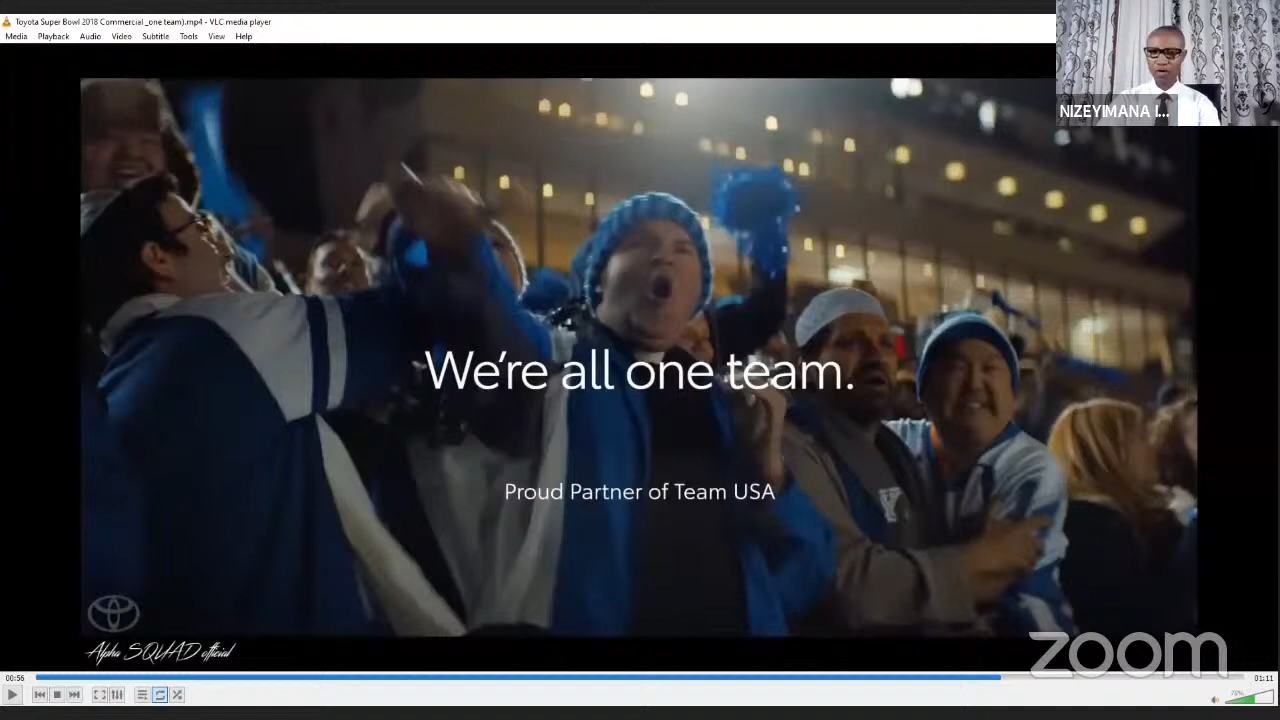 Toyota Super Bowl 2018 Commercial _one team).mp4 - VLC media player
Media Playback Audio Video Subtitle Tools View Help
NIZEYIMANA I...
We're all one team.
Proud Partner of Team USA
Y
Alpha SQUAD official
zoom
00:56
01:11
78%